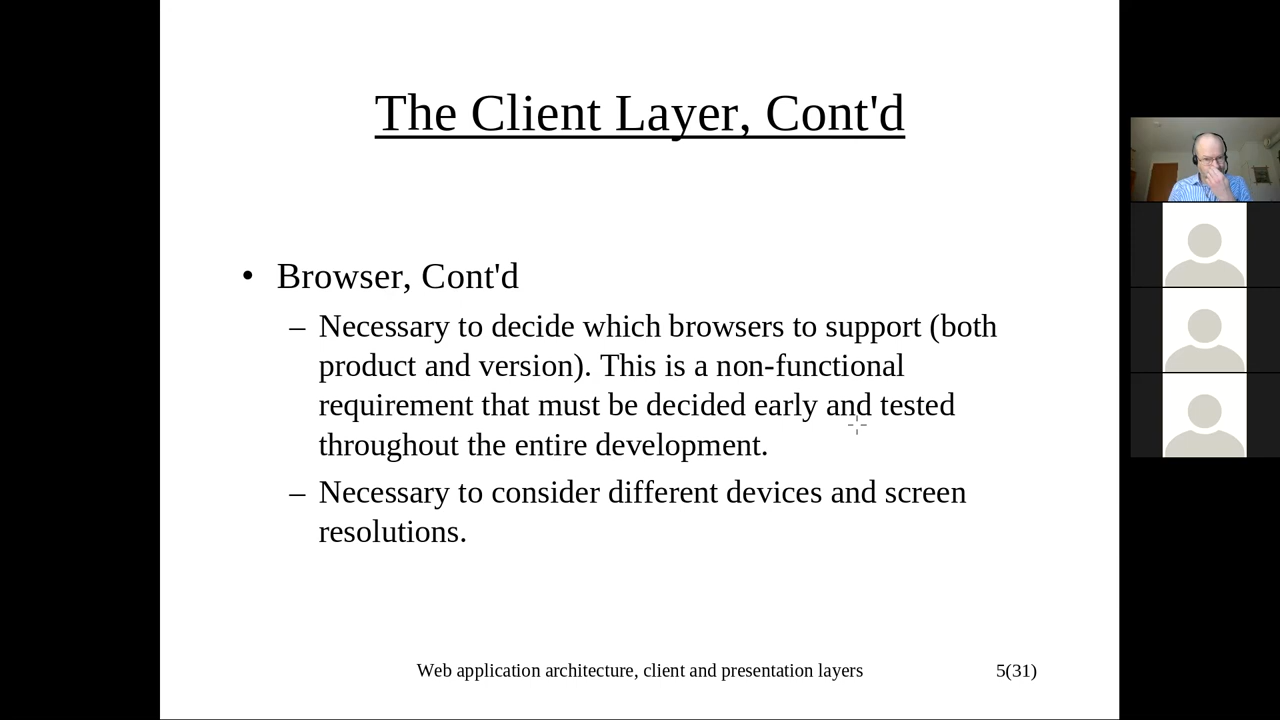 The Client Layer, Cont'd
• Browser, Cont'd
– Necessary to decide which browsers to support (both
product and version). This is a non-functional
requirement that must be decided early and tested
throughout the entire development.
– Necessary to consider different devices and screen
resolutions.
Web application architecture, client and presentation layers
5(31)